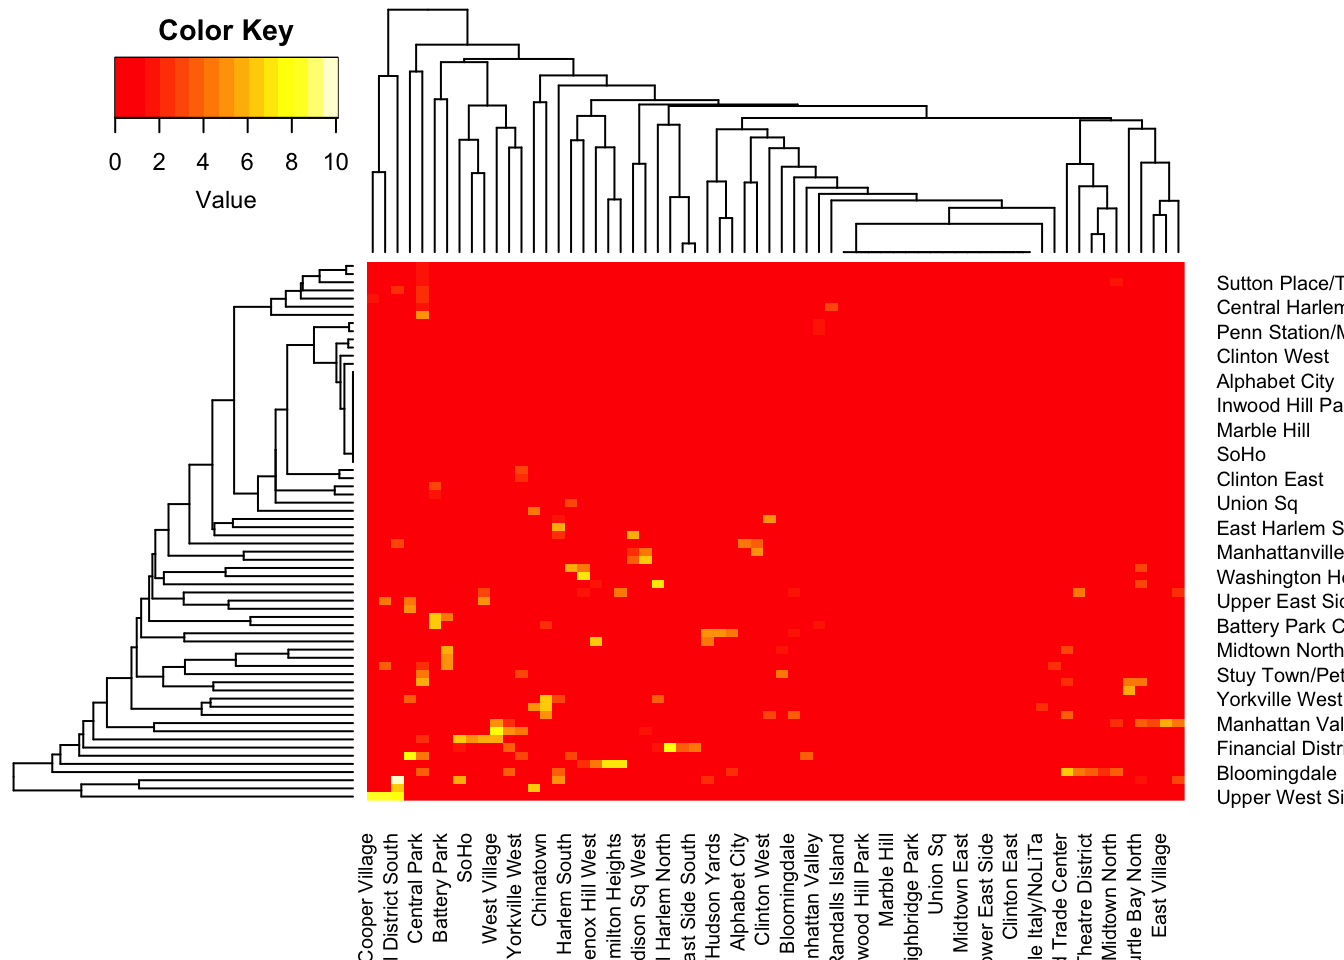 Color Key
0 2 4 6 8 10
Value
Sutton Place/T
Central Harlem
Penn Station/M
Clinton West
Alphabet City
Inwood Hill Pa
Marble Hill
SoHo
Clinton East
Union Sq
East Harlem S
Manhattanville
Washington He
Upper East Sid
Battery Park C
Midtown North
Stuy Town/Pet
Yorkville West
Manhattan Val
Financial Distri
Bloomingdale
Upper West Si
Cooper Village
l District South
Central Park
Battery Park
SoHo
West Village
Yorkville West
Chinatown
Harlem South
enox Hill West
milton Heights
dison Sq West
l Harlem North
ast Side South
/Hudson Yards
Alphabet City
Clinton West
Bloomingdale
nhattan Valley
Randalls Island
wood Hill Park
Marble Hill
ighbridge Park
Union Sq
Midtown East
ower East Side
Clinton East
le Italy/NoLiTa
d Trade Center
Theatre District
Midtown North
urtle Bay North
East Village